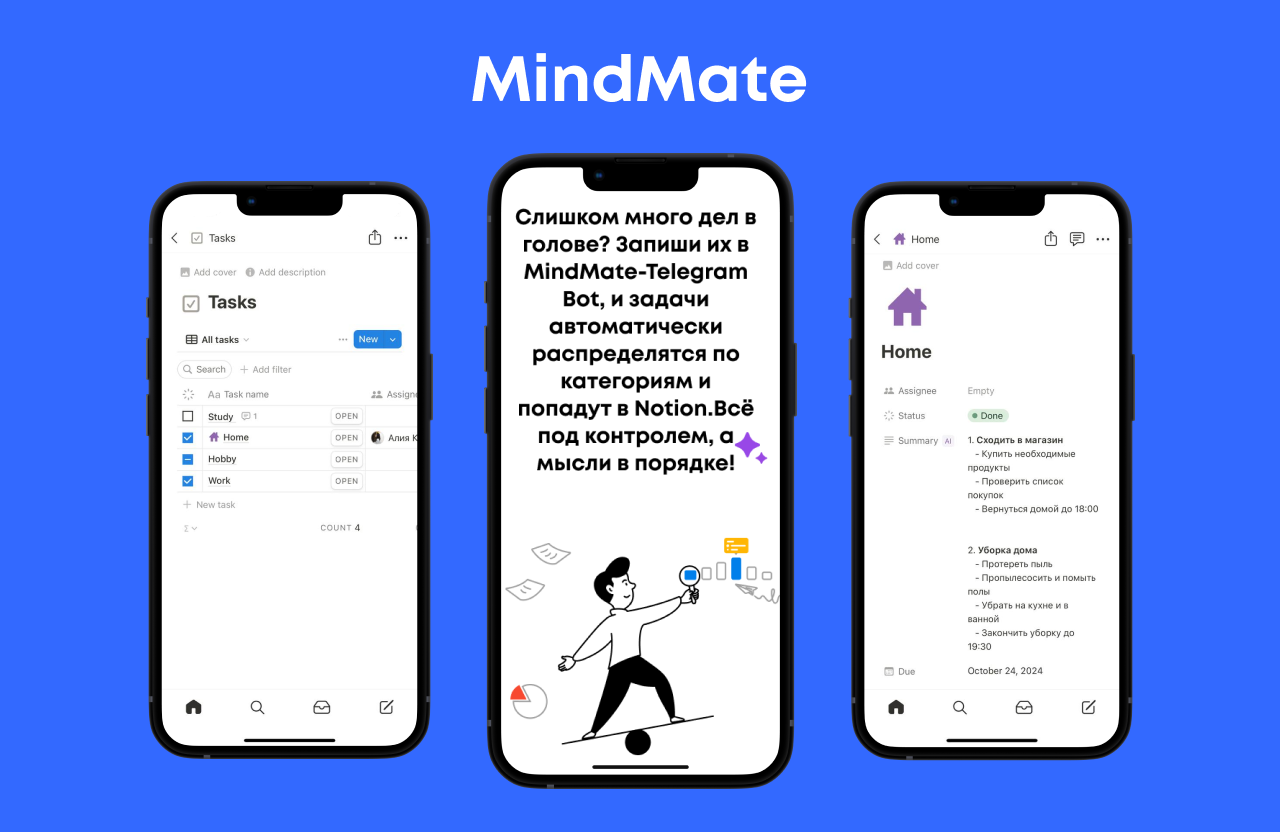 MindMate
Tasks
Add cover Add description
Tasks
All tasks New
Search Add filter
Aa Task name Assigne
Study 1 OPEN
Home OPEN Алия К
Hobby OPEN
Work OPEN
New task
COUNT 4
Слишком много дел в
голове? Запиши их в
MindMate-Telegram
Bot, и задачи
автоматически
распределятся по
категориям и
попадут в Notion.Всё
под контролем, а
мысли в порядке!
Home
Add cover
Home
Assignee Empty
Status Done
Summary AI 1. Сходить в магазин
- Купить необходимые
продукты
- Проверить список
покупок
- Вернуться домой до 18:00
2. Уборка дома
- Протереть пыль
- Пропылесосить и помыть
полы
- Убрать на кухне и в
ванной
- Закончить уборку до
19:30
Due October 24, 2024